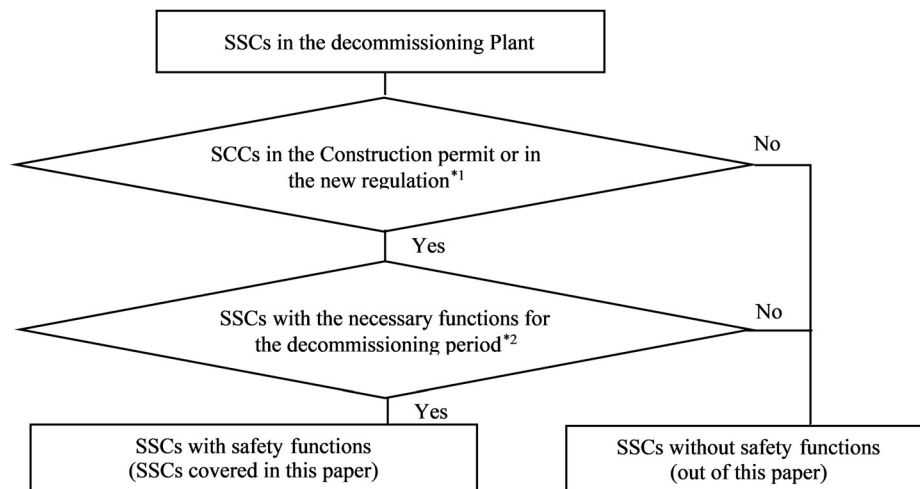 SSCs in the decommissioning Plant
SCCs in the Construction permit or in
the new regulation*1
No
Yes
SSCs with the necessary functions for
the decommissioning period*2
No
Yes
SSCs with safety functions
(SSCs covered in this paper)
SSCs without safety functions
(out of this paper)